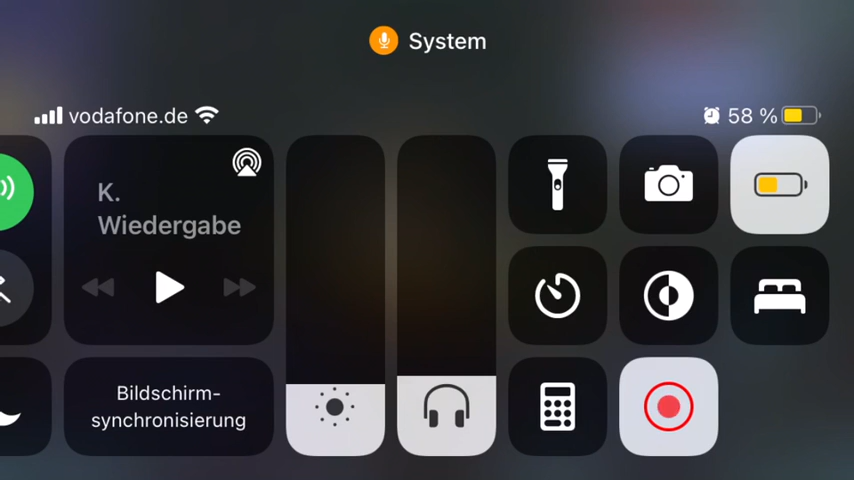 System
vodafone.de
58 %
K.
Wiedergabe
Bildschirm-
synchronisierung